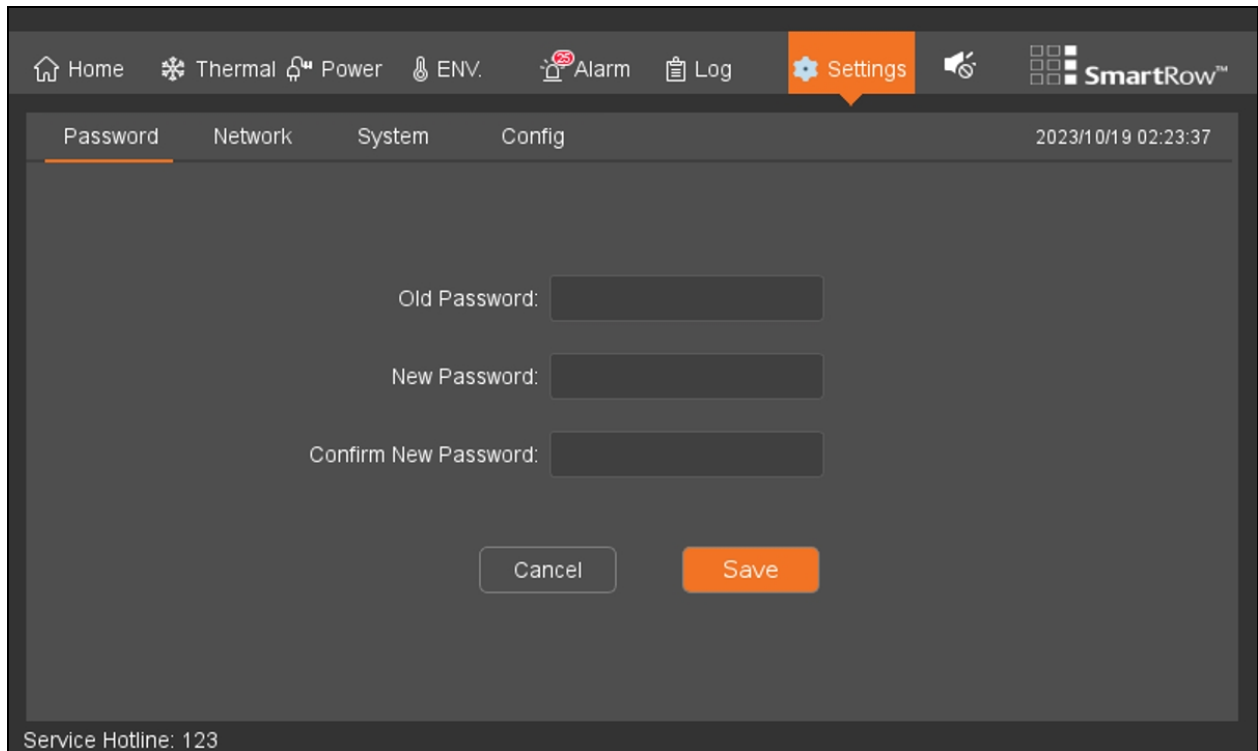 Home Thermal Power ENV. 25 Alarm Log Settings SmartRow™
Password Network System Config 2023/10/19 02:23:37
Old Password:
New Password:
Confirm New Password:
Cancel Save
Service Hotline: 123